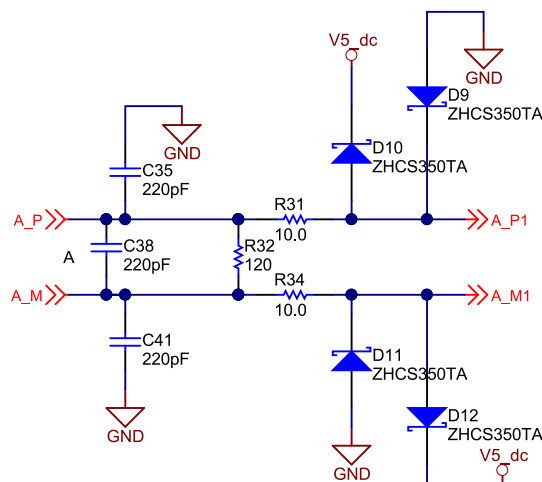 V5_dc
GND
D9
ZHCS350TA
D10
ZHCS350TA
GND
C35
220pF
R31
10.0
A_P
A_P1
A
C38
220pF
R32
120
R34
10.0
A_M
A_M1
C41
220pF
D11
ZHCS350TA
D12
ZHCS350TA
GND
GND
V5_dc